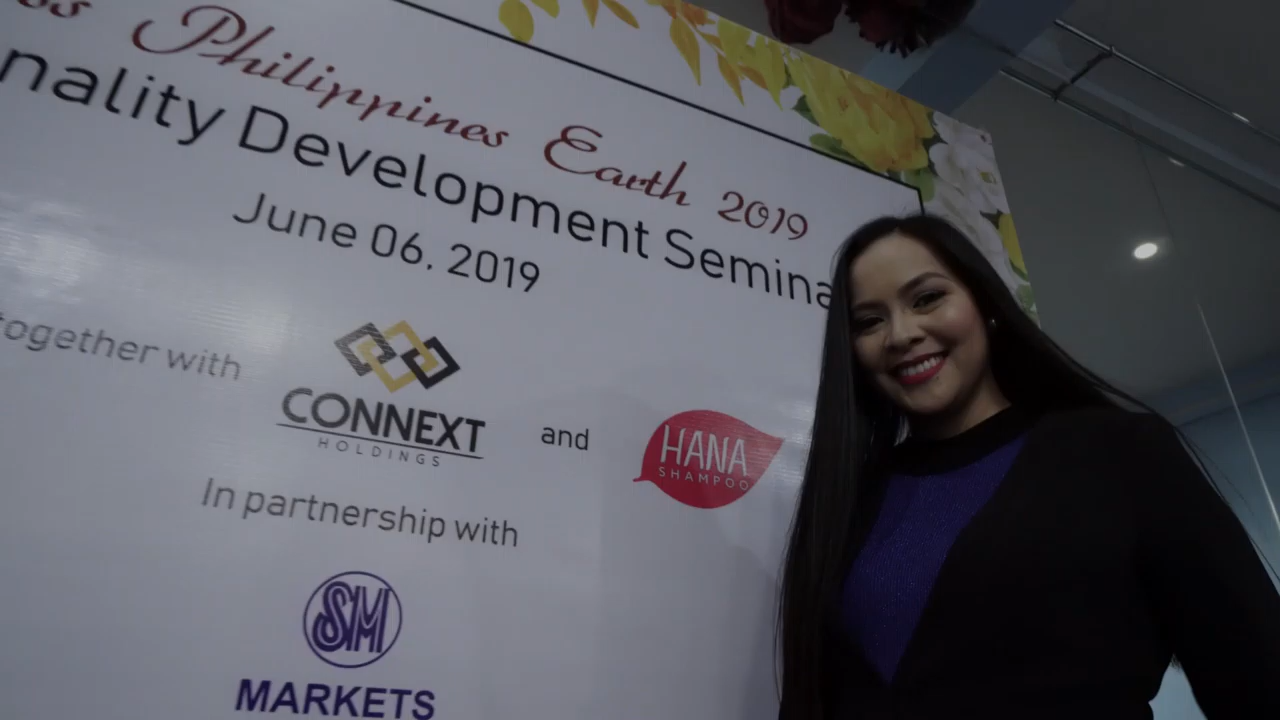 Philippines Earth 2019
nality Development Semina
June 06, 2019
together with
CONNEXT
HOLDINGS
and
HANA
SHAMPOO
In partnership with
SM
MARKETS